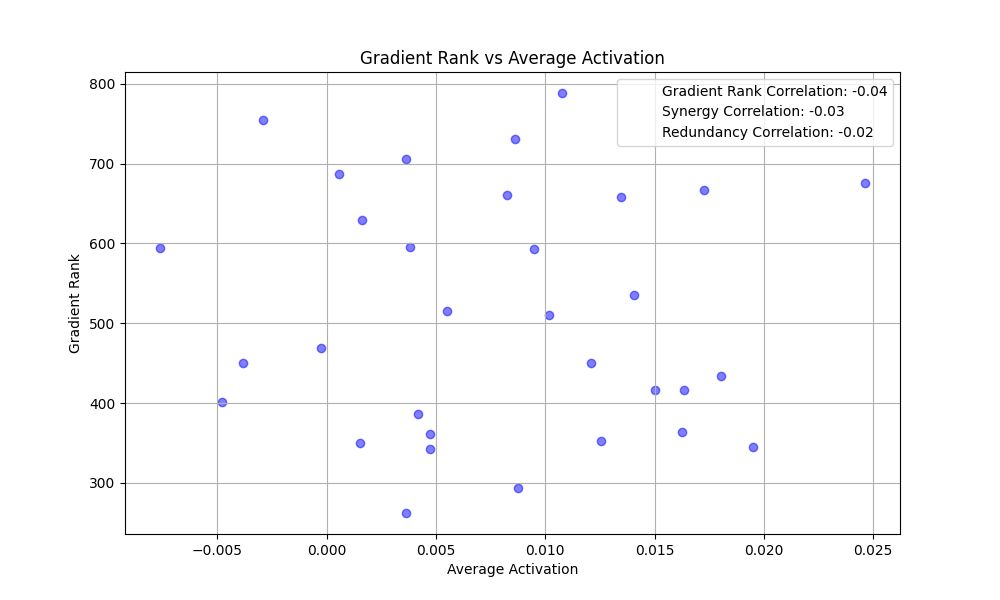 Gradient Rank vs Average Activation
Gradient Rank Correlation: -0.04
Synergy Correlation: -0.03
Redundancy Correlation: -0.02
800
700
600
500
400
300
Gradient Rank
−0.005
0.000
0.005
0.010
0.015
0.020
0.025
Average Activation